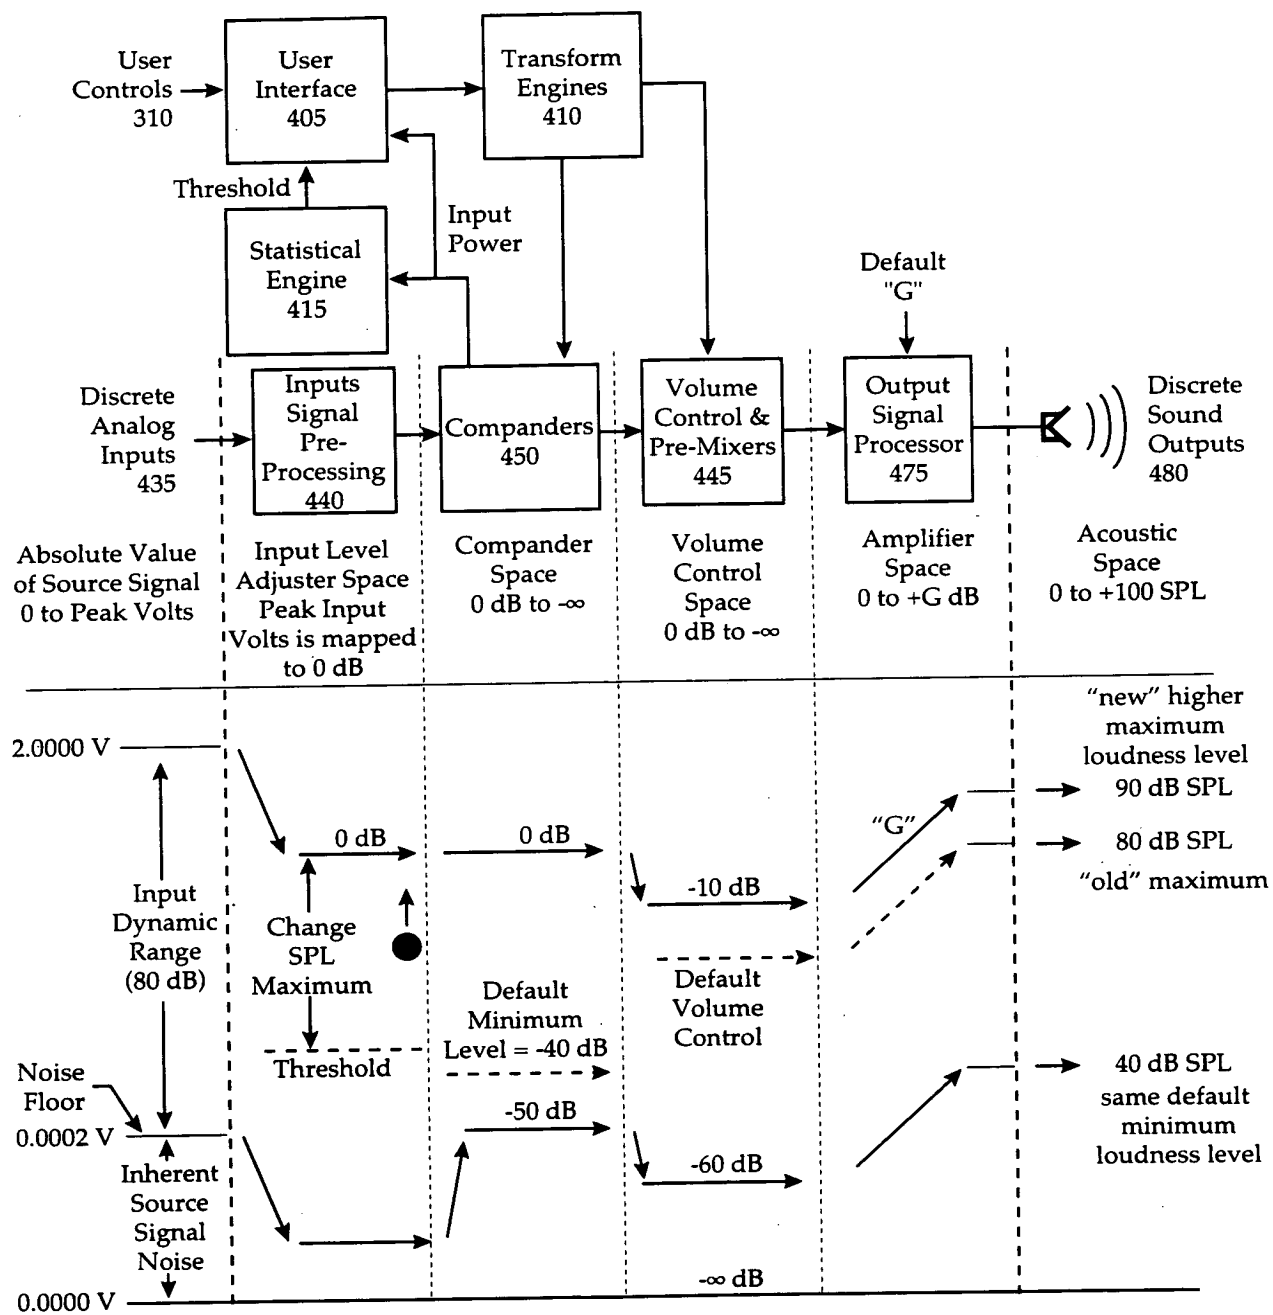 User
Controls
310
User
Interface
405
Transform
Engines
410
Threshold
Input
Power
Statistical
Engine
415
Default
"G"
Discrete
Analog
Inputs
435
Inputs
Signal
Pre-
Processing
440
Companders
450
Volume
Control &
Pre-Mixers
445
Output
Signal
Processor
475
Discrete
Sound
Outputs
480
Absolute Value
of Source Signal
0 to Peak Volts
Input Level
Adjuster Space
Peak Input
Volts is mapped
to 0 dB
Compander
Space
0 dB to -∞
Volume
Control
Space
0 dB to -∞
Amplifier
Space
0 to +G dB
Acoustic
Space
0 to +100 SPL
2.0000 V
Input
Dynamic
Range
(80 dB)
Noise
Floor
0.0002 V
Inherent
Source
Signal
Noise
0.0000 V
0 dB
Change
SPL
Maximum
Threshold
0 dB
Default
Minimum
Level = -40 dB
-50 dB
-10 dB
Default
Volume
Control
-60 dB
-∞ dB
"G"
"new" higher
maximum
loudness level
90 dB SPL
80 dB SPL
"old" maximum
40 dB SPL
same default
minimum
loudness level